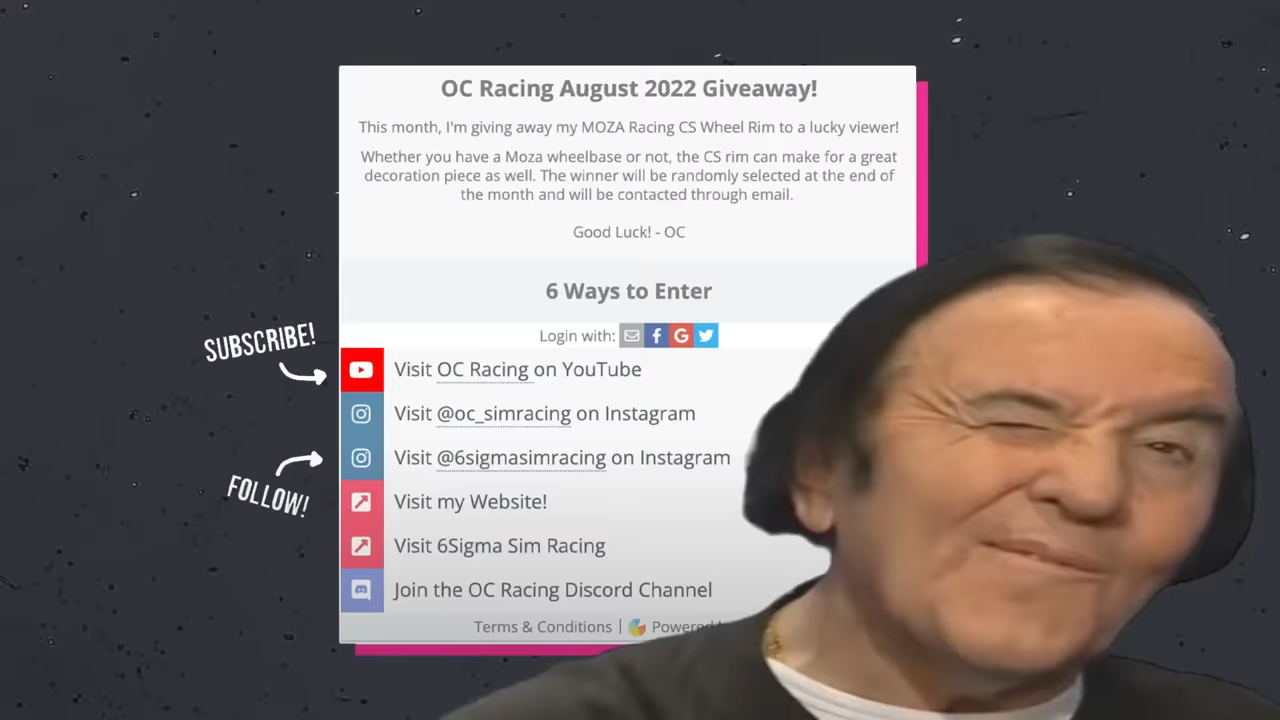 OC Racing August 2022 Giveaway!
This month, I'm giving away my MOZA Racing CS Wheel Rim to a lucky viewer!
Whether you have a Moza wheelbase or not, the CS rim can make for a great
decoration piece as well. The winner will be randomly selected at the end of
the month and will be contacted through email.
Good Luck! - OC
6 Ways to Enter
Login with:
SUBSCRIBE!
Visit OC Racing on YouTube
Visit @oc_simracing on Instagram
Visit @6sigmasimracing on Instagram
FOLLOW!
Visit my Website!
Visit 6Sigma Sim Racing
Join the OC Racing Discord Channel
Terms & Conditions | Powered